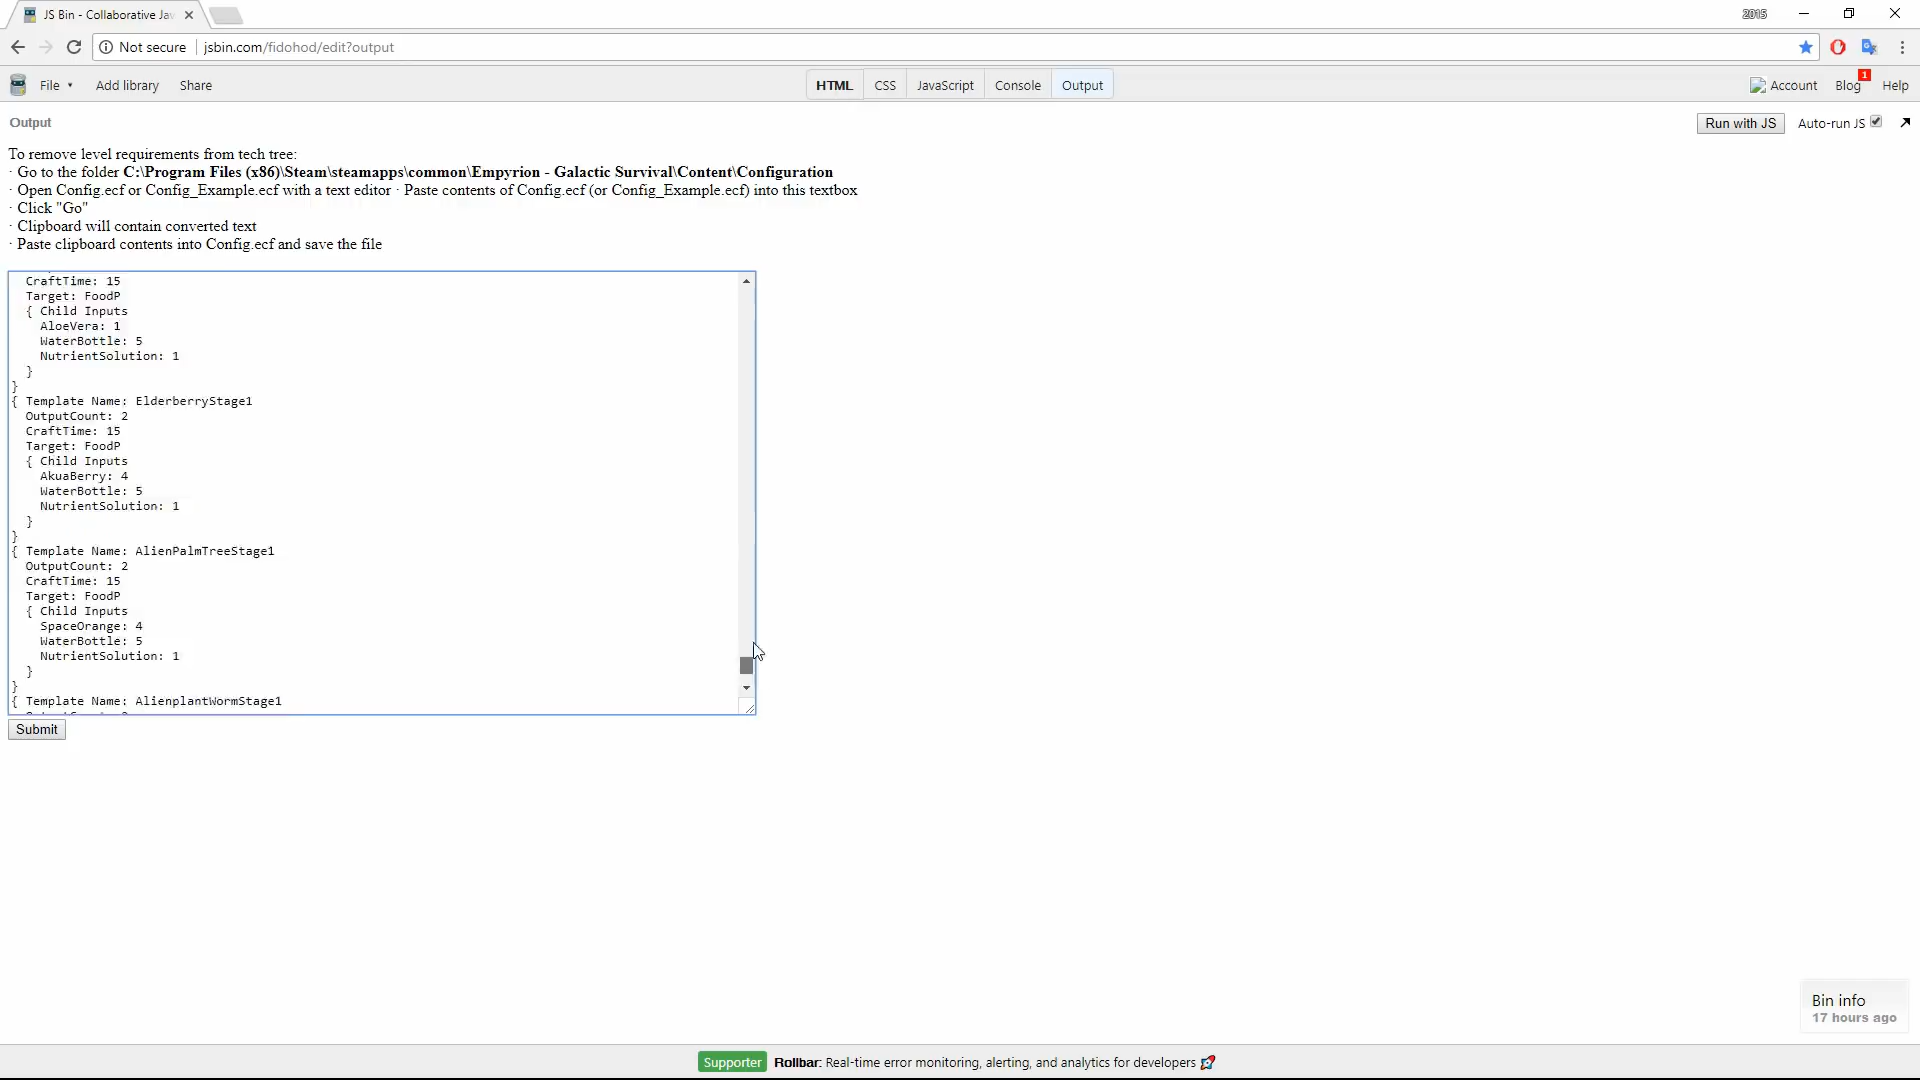 JS Bin - Collaborative Jav
2015
Not secure | jsbin.com/fidohod/edit?output
File Add library Share HTML CSS JavaScript Console Output Account Blog 1 Help
Output Run with JS Auto-run JS
To remove level requirements from tech tree:
· Go to the folder C:\Program Files (x86)\Steam\steamapps\common\Empyrion - Galactic Survival\Content\Configuration
· Open Config.ecf or Config_Example.ecf with a text editor · Paste contents of Config.ecf (or Config_Example.ecf) into this textbox
· Click "Go"
· Clipboard will contain converted text
· Paste clipboard contents into Config.ecf and save the file
CraftTime: 15
Target: FoodP
{ Child Inputs
AloeVera: 1
WaterBottle: 5
NutrientSolution: 1
}
}
{ Template Name: ElderberryStage1
OutputCount: 2
CraftTime: 15
Target: FoodP
{ Child Inputs
AkuaBerry: 4
WaterBottle: 5
NutrientSolution: 1
}
}
{ Template Name: AlienPalmTreeStage1
OutputCount: 2
CraftTime: 15
Target: FoodP
{ Child Inputs
SpaceOrange: 4
WaterBottle: 5
NutrientSolution: 1
}
}
{ Template Name: AlienplantWormStage1
Submit
Bin info
17 hours ago
Supporter Rollbar: Real-time error monitoring, alerting, and analytics for developers 🚀